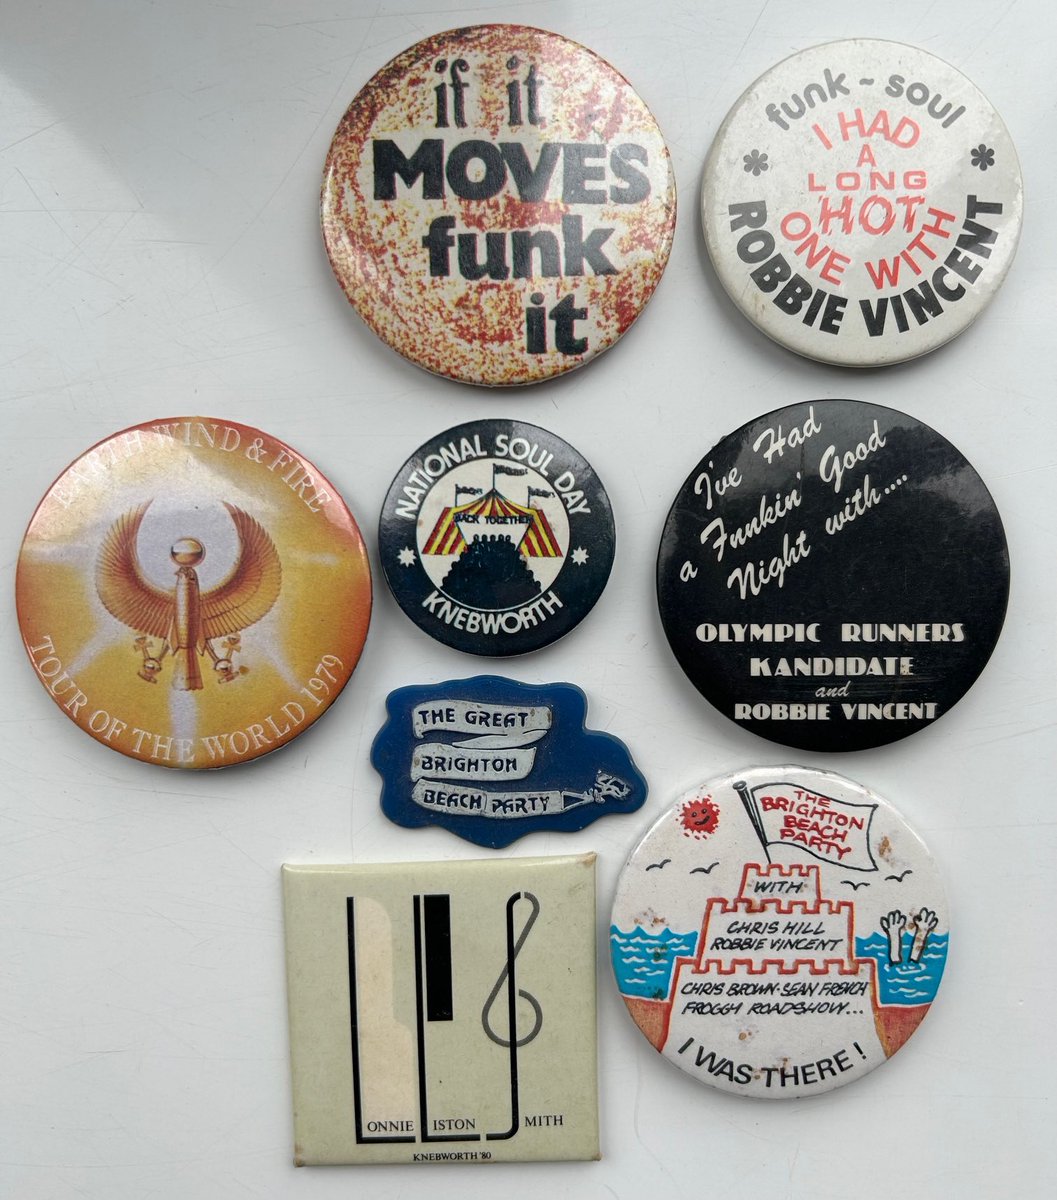 if it
MOVES
funk
it
funk ~ soul
I HAD
A
LONG
HOT
ONE WITH
ROBBIE VINCENT
EARTH WIND & FIRE
TOUR OF THE WORLD 1979
NATIONAL SOUL DAY
BACK TOGETHER
KNEBWORTH
I've Had
a Funkin' Good
Night with....
OLYMPIC RUNNERS
KANDIDATE
and
ROBBIE VINCENT
THE GREAT
BRIGHTON
BEACH PARTY
THE
BRIGHTON
BEACH
PARTY
WITH
CHRIS HILL
ROBBIE VINCENT
CHRIS BROWN · SEAN FRENCH
FROGGY ROADSHOW...
I WAS THERE!
LONNIE LISTON SMITH
KNEBWORTH '80